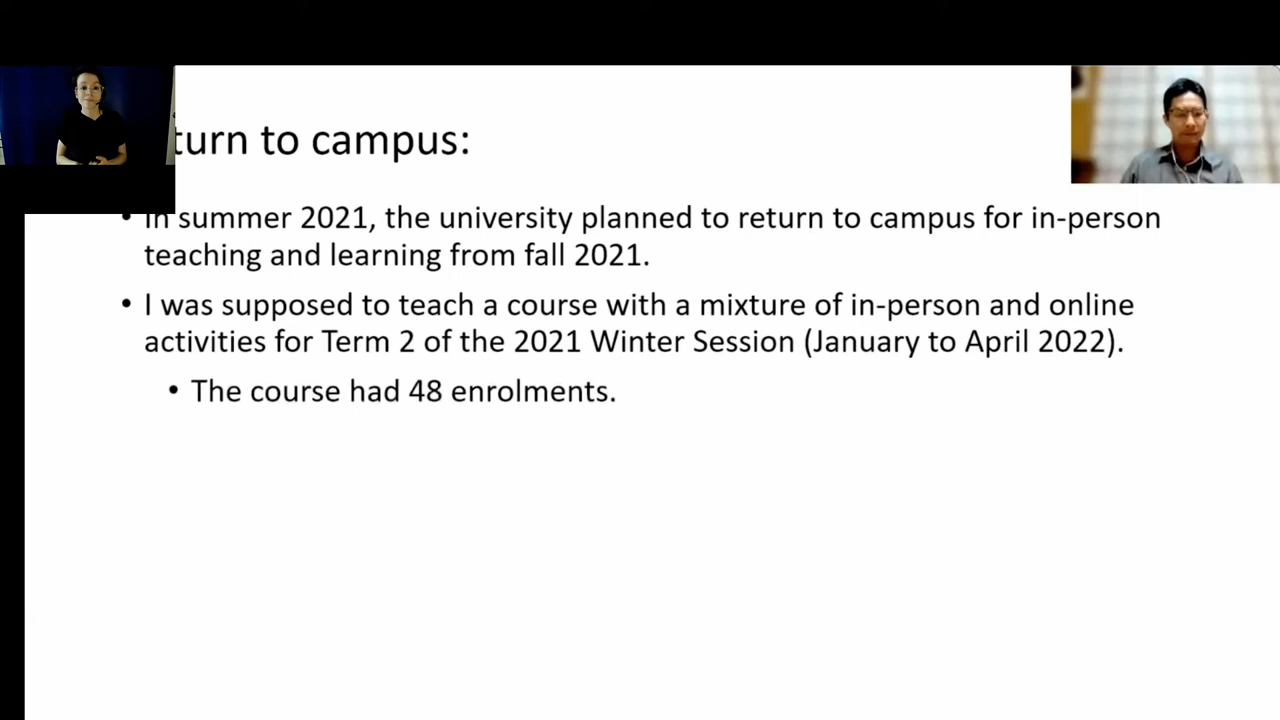 turn to campus:
• In summer 2021, the university planned to return to campus for in-person
teaching and learning from fall 2021.
• I was supposed to teach a course with a mixture of in-person and online
activities for Term 2 of the 2021 Winter Session (January to April 2022).
• The course had 48 enrolments.